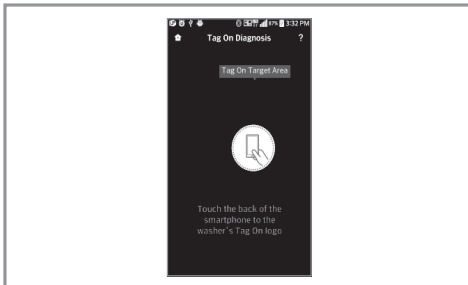 87% 3:32 PM
Tag On Diagnosis ?
Tag On Target Area
Touch the back of the
smartphone to the
washer's Tag On logo